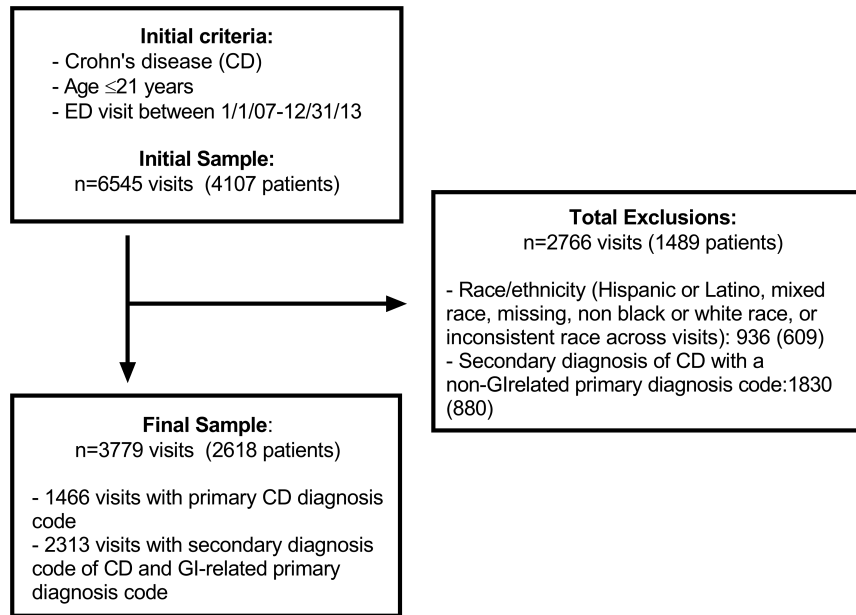 Initial criteria:
- Crohn's disease (CD)
- Age ≤21 years
- ED visit between 1/1/07-12/31/13
Initial Sample:
n=6545 visits (4107 patients)
Total Exclusions:
n=2766 visits (1489 patients)
- Race/ethnicity (Hispanic or Latino, mixed
race, missing, non black or white race, or
inconsistent race across visits): 936 (609)
- Secondary diagnosis of CD with a
non-GIrelated primary diagnosis code:1830
(880)
Final Sample:
n=3779 visits (2618 patients)
- 1466 visits with primary CD diagnosis
code
- 2313 visits with secondary diagnosis
code of CD and GI-related primary
diagnosis code